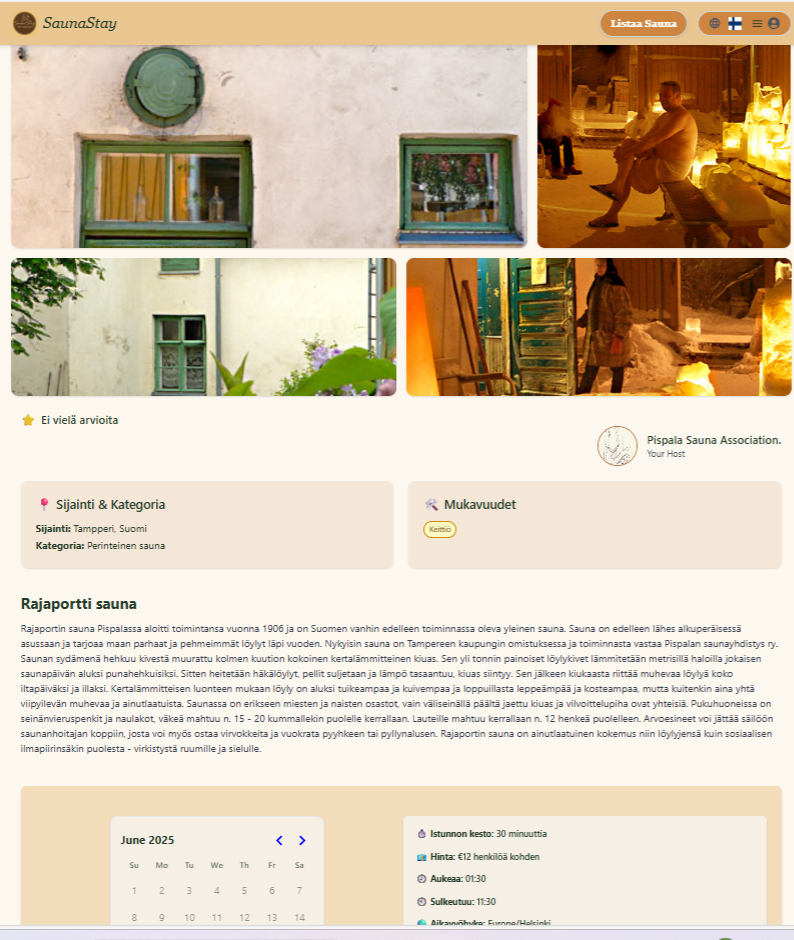 SaunaStay
Listaa Sauna
Ei vielä arvioita
Pispala Sauna Association.
Your Host
Sijainti & Kategoria
Sijainti: Tampperi, Suomi
Kategoria: Perinteinen sauna
Mukavuudet
Keittiö
Rajaportti sauna
Rajaportin sauna Pispalassa aloitti toimintansa vuonna 1906 ja on Suomen vanhin edelleen toiminnassa oleva yleinen sauna. Sauna on edelleen lähes alkuperäisessä
asussaan ja tarjoaa maan parhaat ja pehmeimmät löylyt läpi vuoden. Nykyisin sauna on Tampereen kaupungin omistuksessa ja toiminnasta vastaa Pispalan saunayhdistys ry.
Saunan sydämenä hehkuu kivestä muurattu kolmen kuution kokoinen kertalämmitteinen kiuas. Sen yli tonnin painoiset löylykivet lämmitetään metrisillä haloilla jokaisen
saunapäivän aluksi punahehkuisiksi. Sitten heitetään häkälöylyt, pellit suljetaan ja lämpö tasaantuu, kiuas siintyy. Sen jälkeen kiukaasta riittää muhevaa löylyä koko
iltapäiväksi ja illaksi. Kertalämmitteisen luonteen mukaan löyly on aluksi tuikeampaa ja kuivempaa ja loppuillasta leppeämpää ja kosteampaa, mutta kuitenkin aina yhtä
viipyilevän muhevaa ja ainutlaatuista. Saunassa on erikseen miesten ja naisten osastot, vain väliseinällä päältä jaettu kiuas ja vilvoittelupiha ovat yhteisiä. Pukuhuoneissa on
seinänvieruspenkit ja naulakot, väkeä mahtuu n. 15 - 20 kummallekin puolelle kerrallaan. Lauteille mahtuu kerrallaan n. 12 henkeä puolelleen. Arvoesineet voi jättää säilöön
saunanhoitajan koppiin, josta voi myös ostaa virvokkeita ja vuokrata pyyhkeen tai pyllynalusen. Rajaportin sauna on ainutlaatuinen kokemus niin löylyjensä kuin sosiaalisen
ilmapiirinsäkin puolesta - virkistystä ruumille ja sielulle.
June 2025
Su Mo Tu We Th Fr Sa
1 2 3 4 5 6 7
8 9 10 11 12 13 14
Istunnon kesto: 30 minuuttia
Hinta: €12 henkilöä kohden
Aukeaa: 01:30
Sulkeutuu: 11:30
Aikavyöhyke: Europe/Helsinki